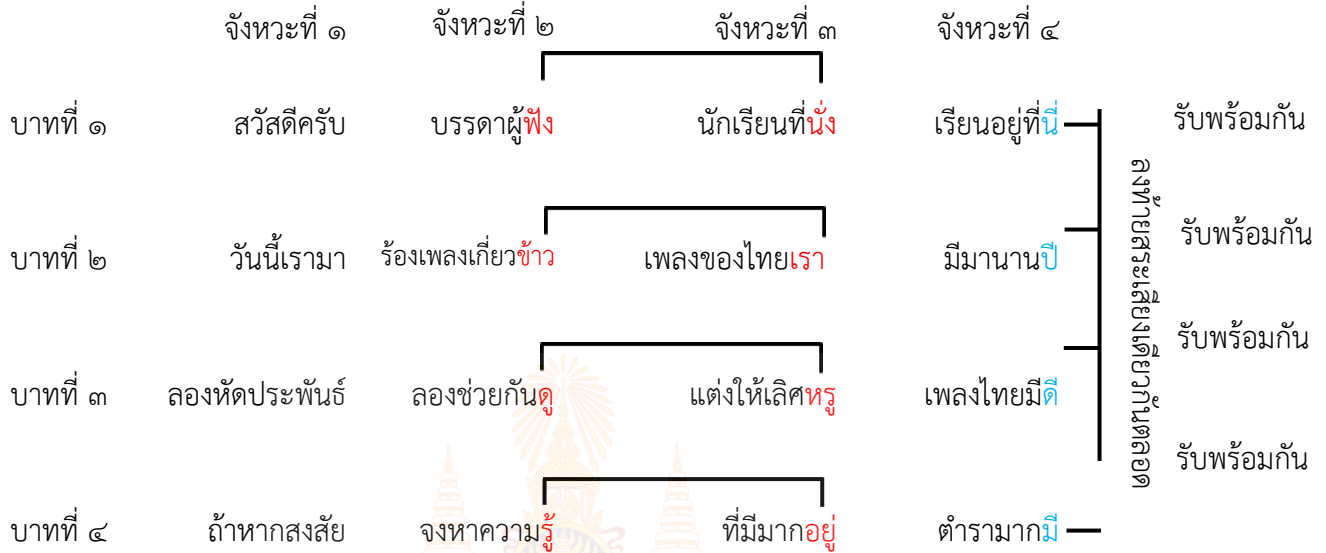 จังหวะที่ ๑ จังหวะที่ ๒ จังหวะที่ ๓ จังหวะที่ ๔
บาทที่ ๑ สวัสดีครับ บรรดาผู้ฟัง นักเรียนที่นั่ง เรียนอยู่ที่นี่ รับพร้อมกัน
บาทที่ ๒ วันนี้เรามา ร้องเพลงเกี่ยวข้าว เพลงของไทยเรา มีมานานปี รับพร้อมกัน
บาทที่ ๓ ลองหัดประพันธ์ ลองช่วยกันดู แต่งให้เลิศหรู เพลงไทยมีดี รับพร้อมกัน
บาทที่ ๔ ถ้าหากสงสัย จงหาความรู้ ที่มีมากอยู่ ตำรามากมี รับพร้อมกัน
ลงท้ายสระเสียงเดียวกันตลอด